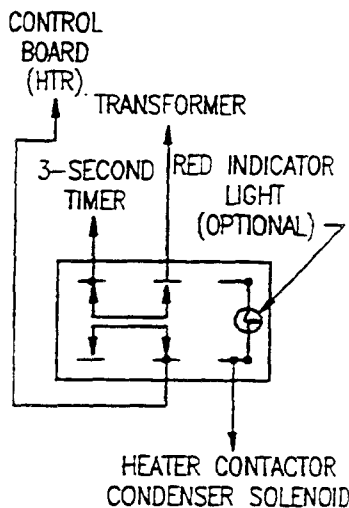 CONTROL
BOARD
(HTR)
TRANSFORMER
3-SECOND
TIMER
RED INDICATOR
LIGHT
(OPTIONAL)
HEATER CONTACTOR
CONDENSER SOLENOID